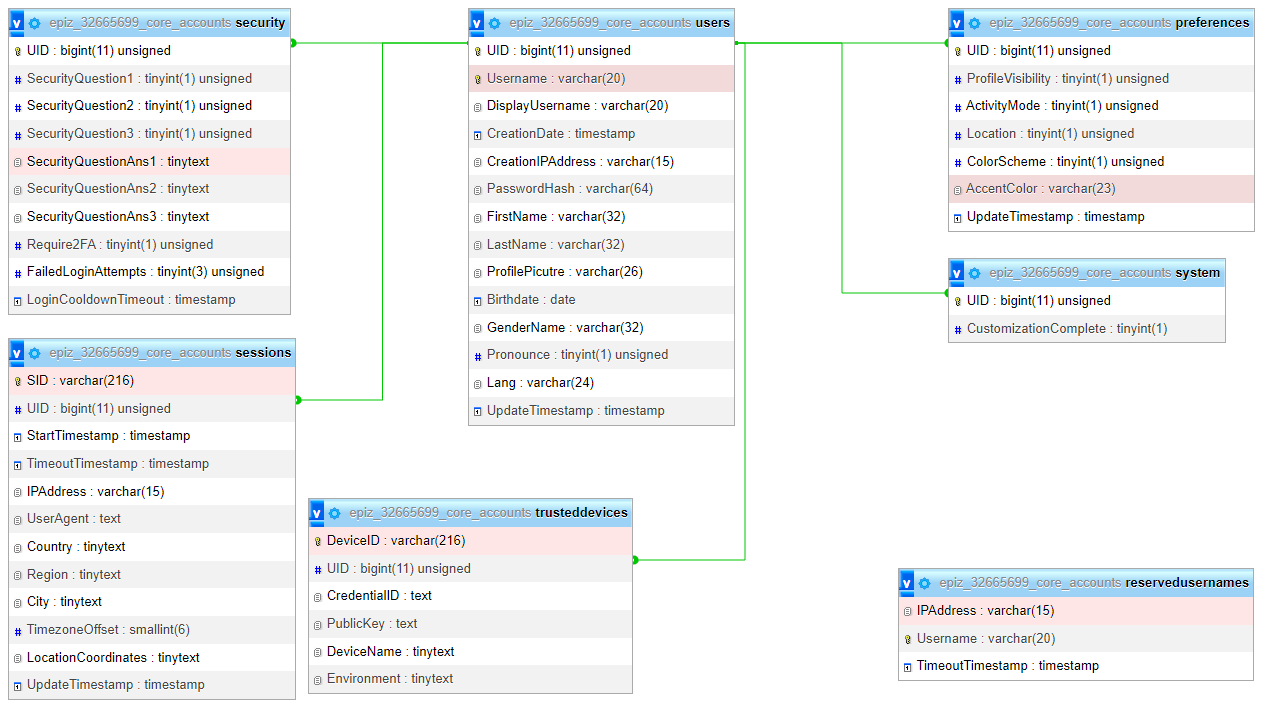 epiz_32665699_core_accounts security
UID : bigint(11) unsigned
SecurityQuestion1 : tinyint(1) unsigned
SecurityQuestion2 : tinyint(1) unsigned
SecurityQuestion3 : tinyint(1) unsigned
SecurityQuestionAns1 : tinytext
SecurityQuestionAns2 : tinytext
SecurityQuestionAns3 : tinytext
Require2FA : tinyint(1) unsigned
FailedLoginAttempts : tinyint(3) unsigned
LoginCooldownTimeout : timestamp
epiz_32665699_core_accounts sessions
SID : varchar(216)
UID : bigint(11) unsigned
StartTimestamp : timestamp
TimeoutTimestamp : timestamp
IPAddress : varchar(15)
UserAgent : text
Country : tinytext
Region : tinytext
City : tinytext
TimezoneOffset : smallint(6)
LocationCoordinates : tinytext
UpdateTimestamp : timestamp
epiz_32665699_core_accounts users
UID : bigint(11) unsigned
Username : varchar(20)
DisplayUsername : varchar(20)
CreationDate : timestamp
CreationIPAddress : varchar(15)
PasswordHash : varchar(64)
FirstName : varchar(32)
LastName : varchar(32)
ProfilePicutre : varchar(26)
Birthdate : date
GenderName : varchar(32)
Pronounce : tinyint(1) unsigned
Lang : varchar(24)
UpdateTimestamp : timestamp
epiz_32665699_core_accounts trusteddevices
DeviceID : varchar(216)
UID : bigint(11) unsigned
CredentialID : text
PublicKey : text
DeviceName : tinytext
Environment : tinytext
epiz_32665699_core_accounts preferences
UID : bigint(11) unsigned
ProfileVisibility : tinyint(1) unsigned
ActivityMode : tinyint(1) unsigned
Location : tinyint(1) unsigned
ColorScheme : tinyint(1) unsigned
AccentColor : varchar(23)
UpdateTimestamp : timestamp
epiz_32665699_core_accounts system
UID : bigint(11) unsigned
CustomizationComplete : tinyint(1)
epiz_32665699_core_accounts reservedusernames
IPAddress : varchar(15)
Username : varchar(20)
TimeoutTimestamp : timestamp